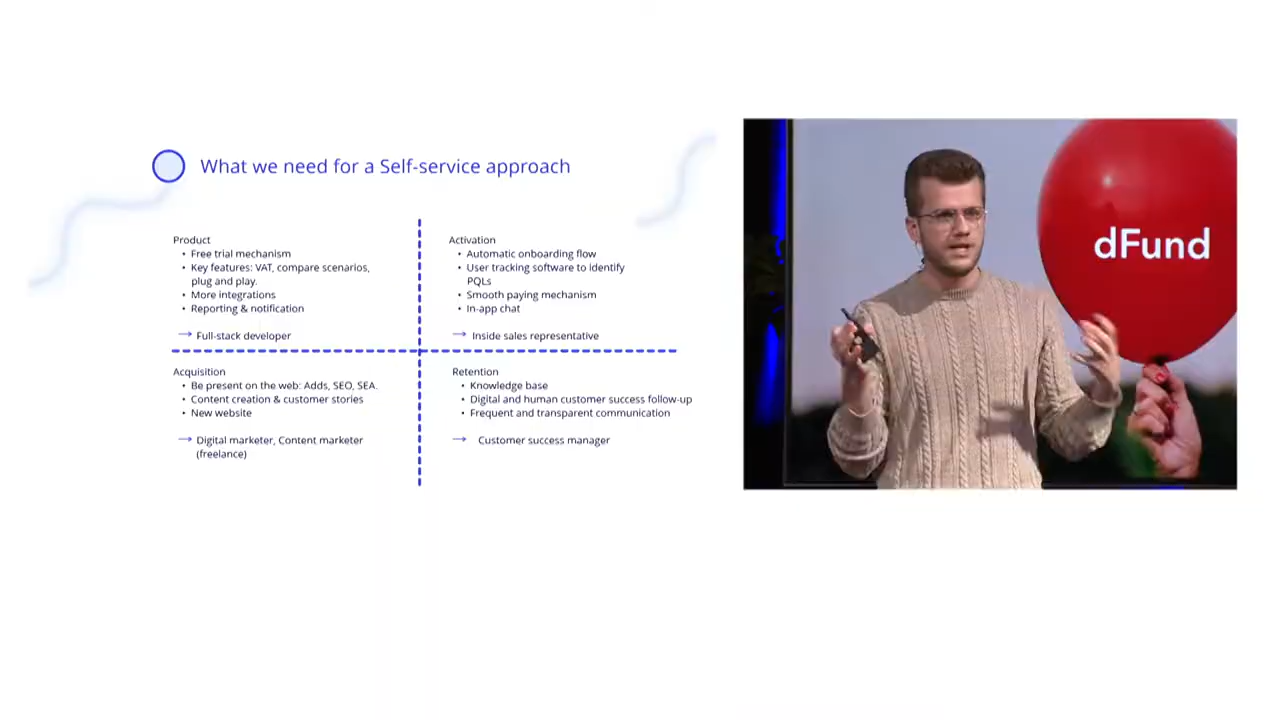 What we need for a Self-service approach
Product
• Free trial mechanism
• Key features: VAT, compare scenarios,
plug and play.
• More integrations
• Reporting & notification
→ Full-stack developer
Activation
• Automatic onboarding flow
• User tracking software to identify
PQLs
• Smooth paying mechanism
• In-app chat
→ Inside sales representative
Acquisition
• Be present on the web: Adds, SEO, SEA.
• Content creation & customer stories
• New website
→ Digital marketer, Content marketer
(freelance)
Retention
• Knowledge base
• Digital and human customer success follow-up
• Frequent and transparent communication
→ Customer success manager
dFund